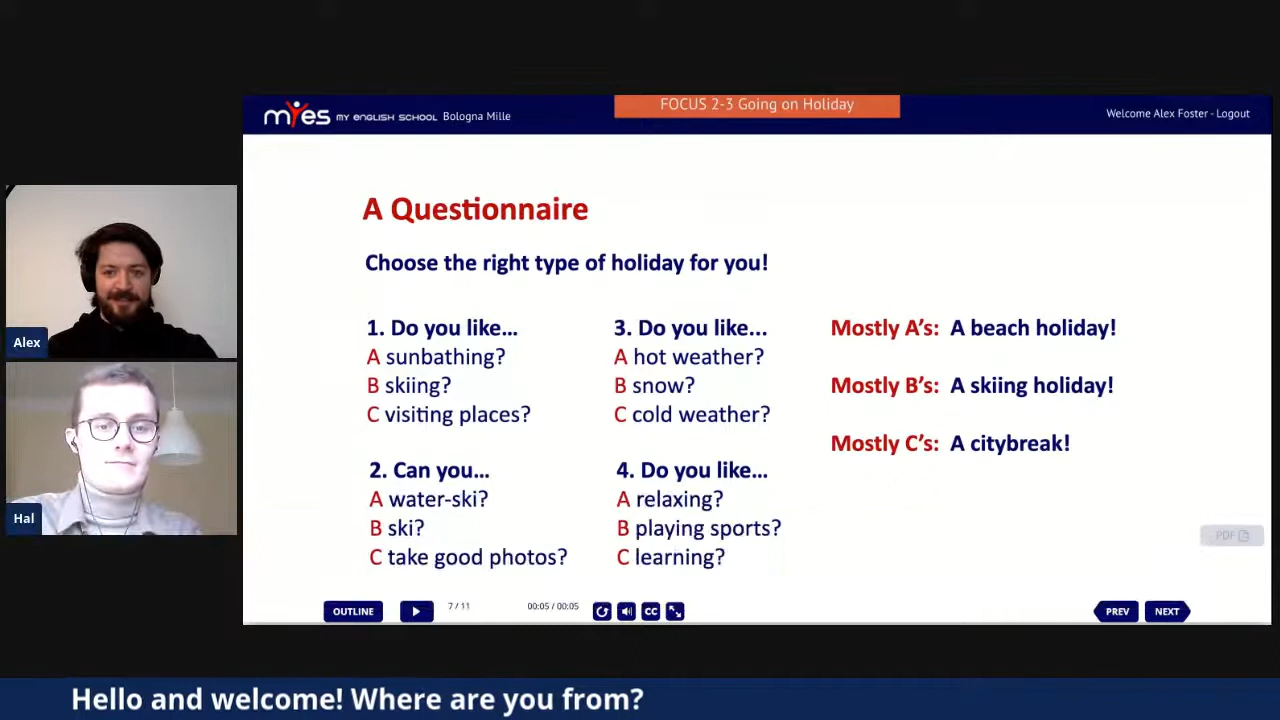 myes MY ENGLISH SCHOOL Bologna Mille
FOCUS 2-3 Going on Holiday
Welcome Alex Foster - Logout
A Questionnaire
Choose the right type of holiday for you!
1. Do you like...
A sunbathing?
B skiing?
C visiting places?
2. Can you...
A water-ski?
B ski?
C take good photos?
3. Do you like...
A hot weather?
B snow?
C cold weather?
4. Do you like...
A relaxing?
B playing sports?
C learning?
Mostly A's: A beach holiday!
Mostly B's: A skiing holiday!
Mostly C's: A citybreak!
Alex
Hal
PDF
OUTLINE
7 / 11
00:05 / 00:05
CC
PREV
NEXT
Hello and welcome! Where are you from?